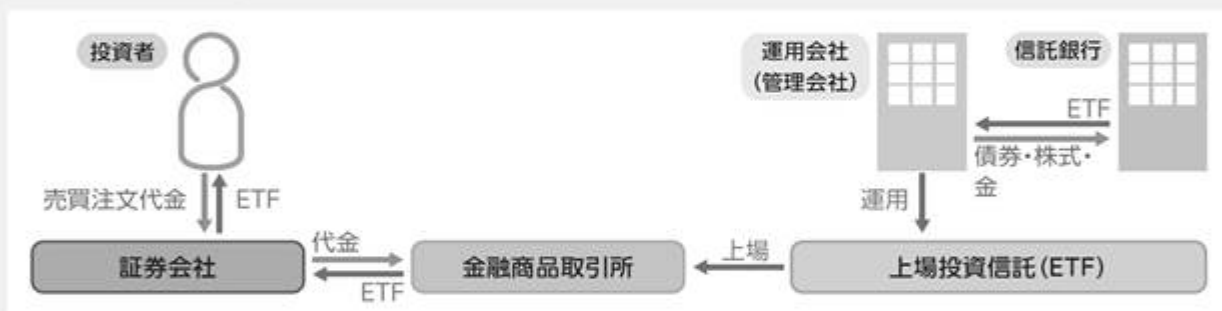 投資者
運用会社
(管理会社)
信託銀行
ETF
債券・株式・
金
売買注文代金
ETF
運用
証券会社
代金
ETF
金融商品取引所
上場
上場投資信託(ETF)